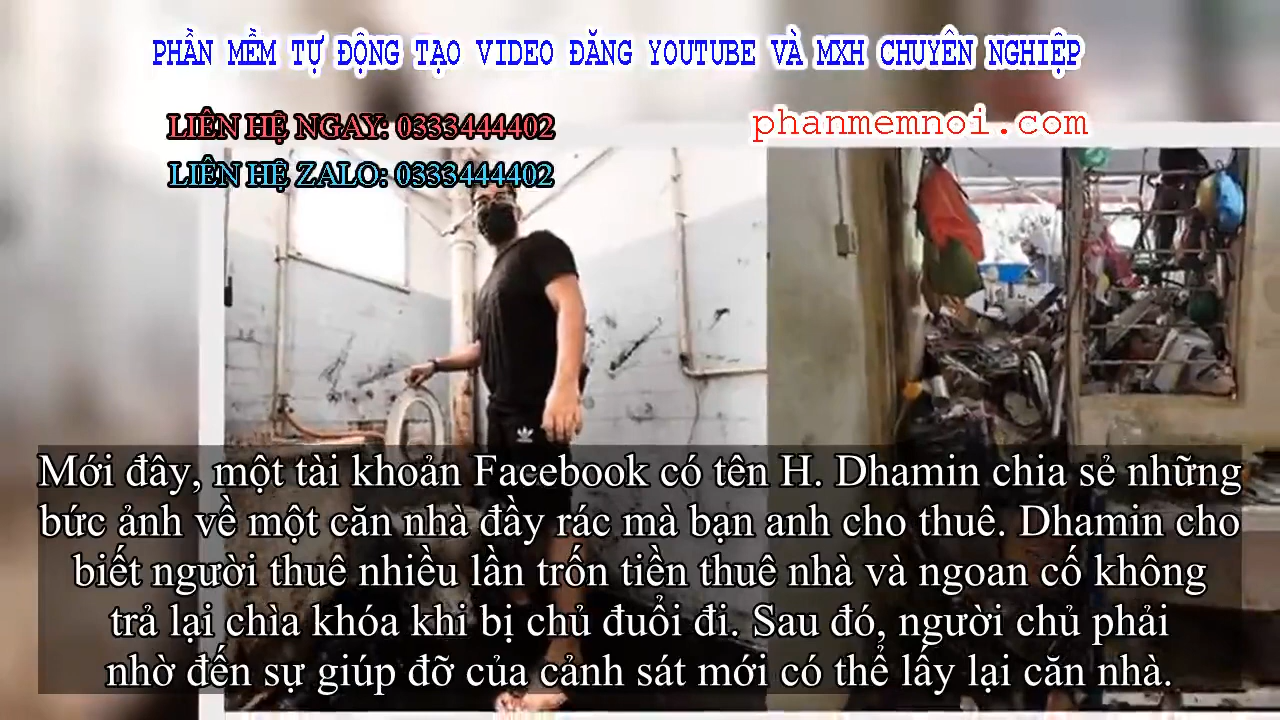 PHẦN MỀM TỰ ĐỘNG TẠO VIDEO ĐĂNG YOUTUBE VÀ MXH CHUYÊN NGHIỆP
LIÊN HỆ NGAY: 0333444402
phanmemnoi.com
LIÊN HỆ ZALO: 0333444402
Mới đây, một tài khoản Facebook có tên H. Dhamin chia sẻ những
bức ảnh về một căn nhà đầy rác mà bạn anh cho thuê. Dhamin cho
biết người thuê nhiều lần trốn tiền thuê nhà và ngoan cố không
trả lại chìa khóa khi bị chủ đuổi đi. Sau đó, người chủ phải
nhờ đến sự giúp đỡ của cảnh sát mới có thể lấy lại căn nhà.